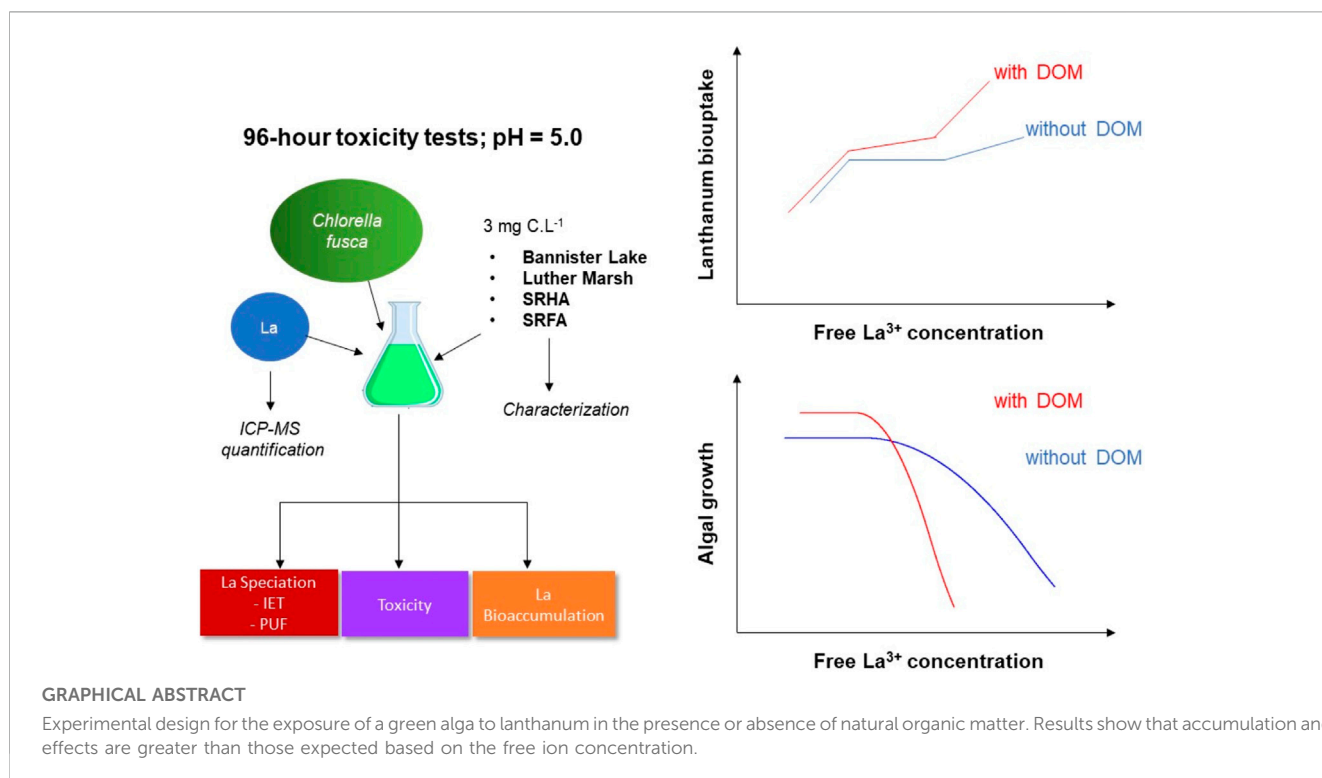 96-hour toxicity tests; pH = 5.0
Chlorella
fusca
La
ICP-MS
quantification
3 mg C.L⁻¹
• Bannister Lake
• Luther Marsh
• SRHA
• SRFA
Characterization
La Speciation
- IET
- PUF
Toxicity
La
Bioaccumulation
Lanthanum biouptake
with DOM
without DOM
Free La³⁺ concentration
Algal growth
with DOM
without DOM
Free La³⁺ concentration
GRAPHICAL ABSTRACT
Experimental design for the exposure of a green alga to lanthanum in the presence or absence of natural organic matter. Results show that accumulation an
effects are greater than those expected based on the free ion concentration.